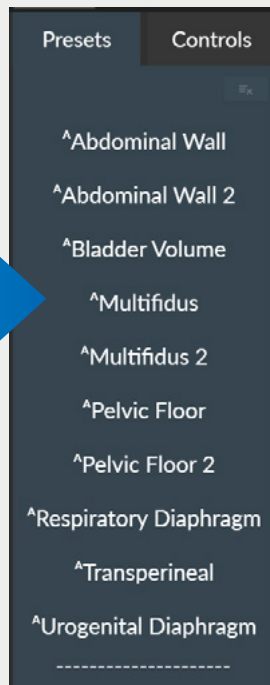 Presets Controls
^Abdominal Wall
^Abdominal Wall 2
^Bladder Volume
^Multifidus
^Multifidus 2
^Pelvic Floor
^Pelvic Floor 2
^Respiratory Diaphragm
^Transperineal
^Urogenital Diaphragm
---------------------